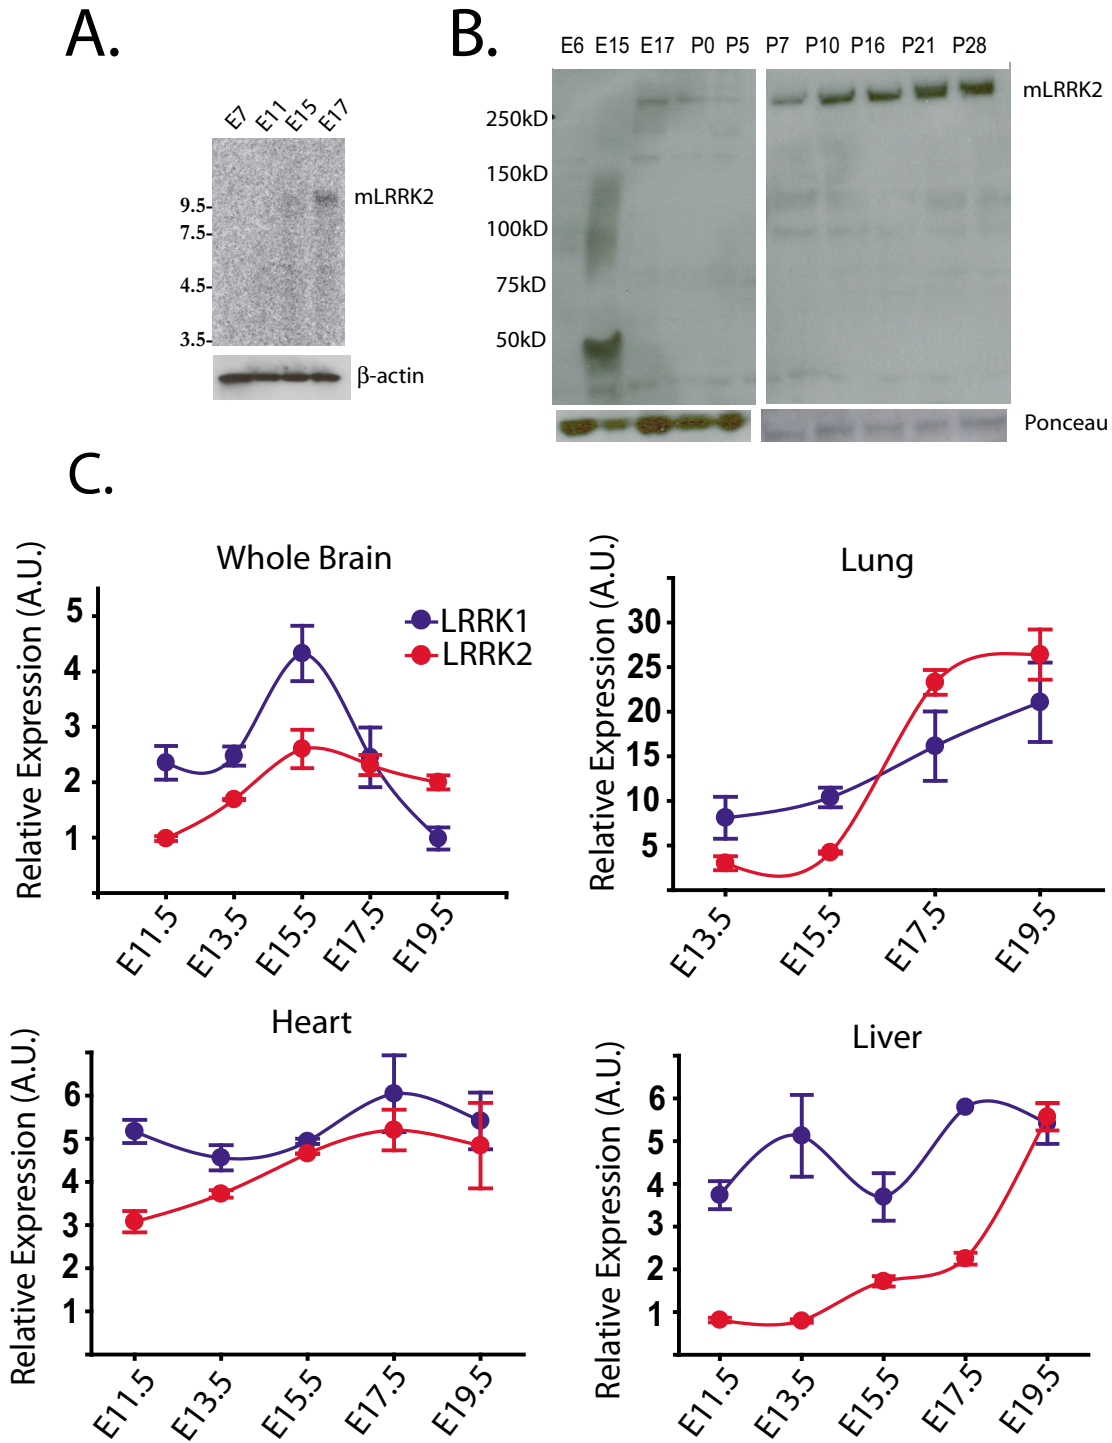 A.
E7 E11 E15 E17
mLRRK2
9.5-
7.5-
4.5-
3.5-
β-actin
B.
E6 E15 E17 P0 P5 P7 P10 P16 P21 P28
mLRRK2
250kD
150kD
100kD
75kD
50kD
Ponceau
C.
Whole Brain
Relative Expression (A.U.)
5
4
3
2
1
LRRK1
LRRK2
E11.5 E13.5 E15.5 E17.5 E19.5
Lung
Relative Expression (A.U.)
30
25
20
15
10
5
E13.5 E15.5 E17.5 E19.5
Heart
Relative Expression (A.U.)
6
5
4
3
2
1
E11.5 E13.5 E15.5 E17.5 E19.5
Liver
Relative Expression (A.U.)
6
5
4
3
2
1
E11.5 E13.5 E15.5 E17.5 E19.5